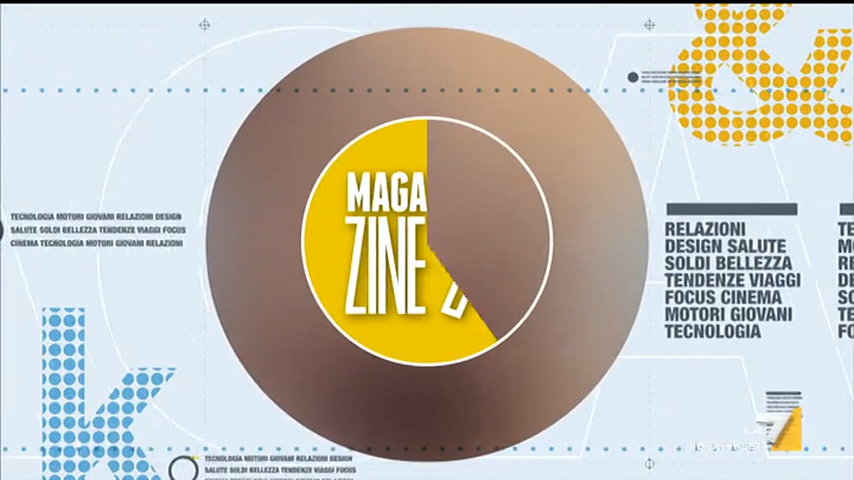 TECNOLOGIA MOTORI GIOVANI RELAZIONI DESIGN
SALUTE SOLDI BELLEZZA TENDENZE VIAGGI FOCUS
CINEMA TECNOLOGIA MOTORI GIOVANI RELAZIONI
MAGA
ZINE
&
RELAZIONI
DESIGN SALUTE
SOLDI BELLEZZA
TENDENZE VIAGGI
FOCUS CINEMA
MOTORI GIOVANI
TECNOLOGIA
k
TECNOLOGIA MOTORI GIOVANI RELAZIONI DESIGN
SALUTE SOLDI BELLEZZA TENDENZE VIAGGI FOCUS